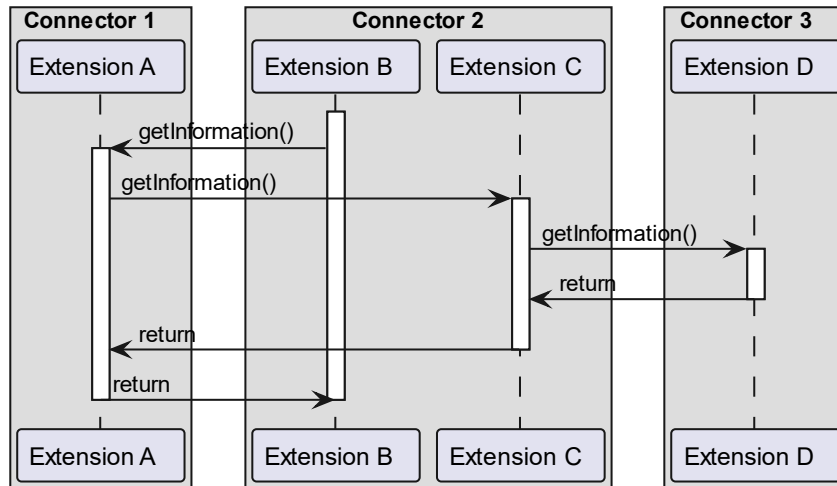 Connector 1
Connector 2
Connector 3
Extension A
Extension B
Extension C
Extension D
getInformation()
getInformation()
getInformation()
return
return
return
Extension A
Extension B
Extension C
Extension D